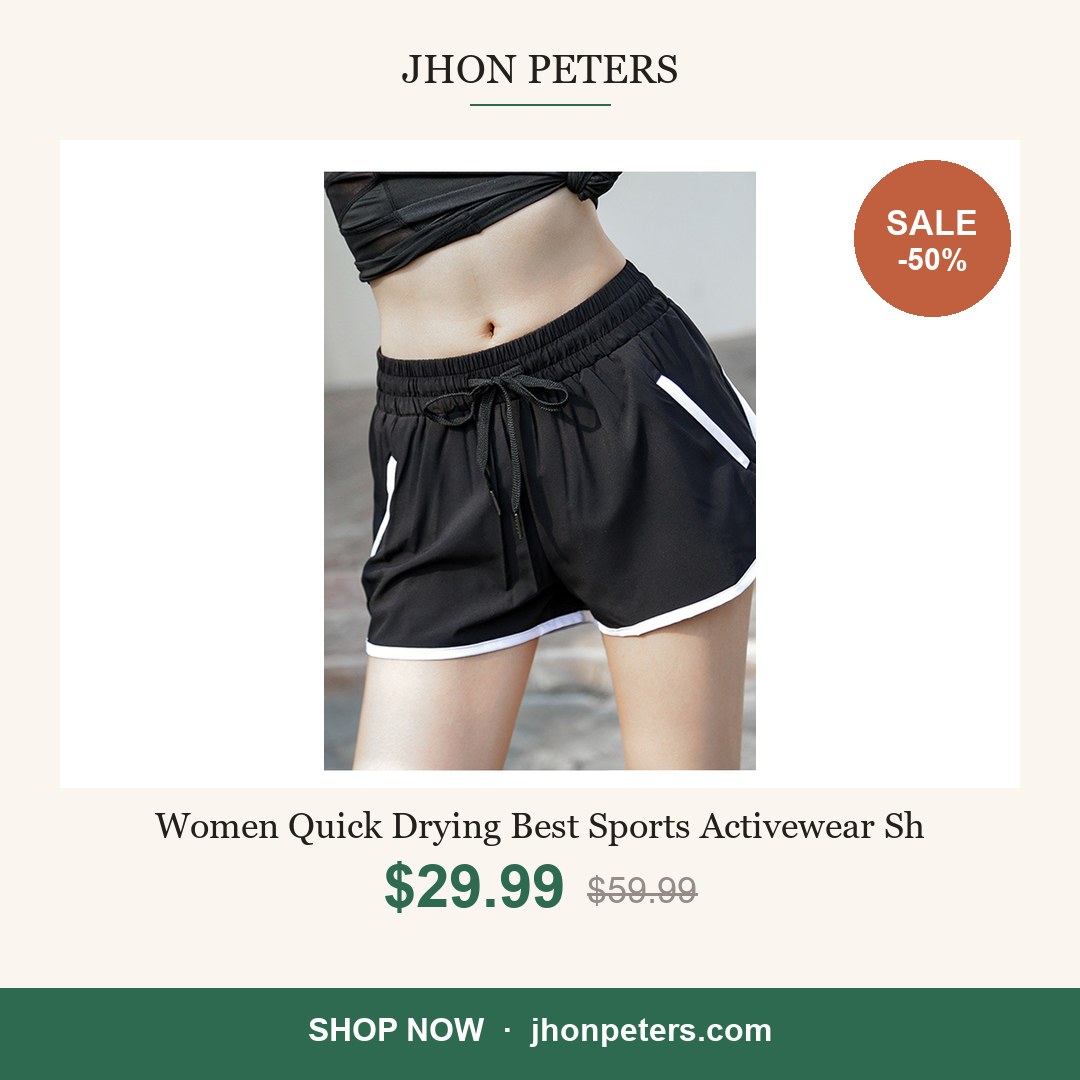 JHON PETERS
SALE
-50%
Women Quick Drying Best Sports Activewear Sh
$29.99 $59.99
SHOP NOW · jhonpeters.com